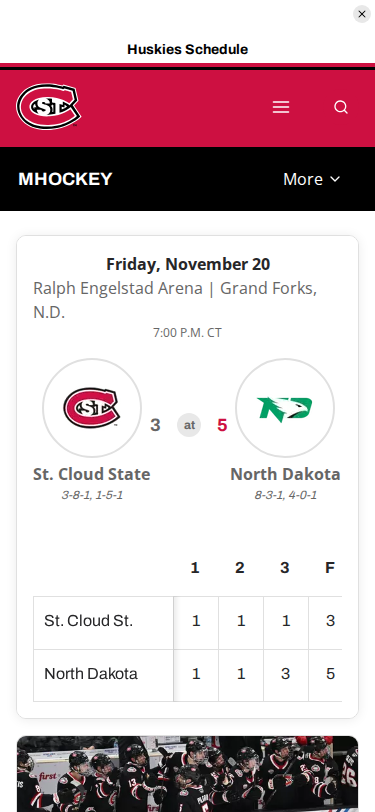 Huskies Schedule
MHOCKEY More
Friday, November 20
Ralph Engelstad Arena | Grand Forks,
N.D.
7:00 P.M. CT
ST
C
3 at 5
St. Cloud State North Dakota
3-8-1, 1-5-1 8-3-1, 4-0-1
1 2 3 F
St. Cloud St. 1 1 1 3
North Dakota 1 1 3 5
first